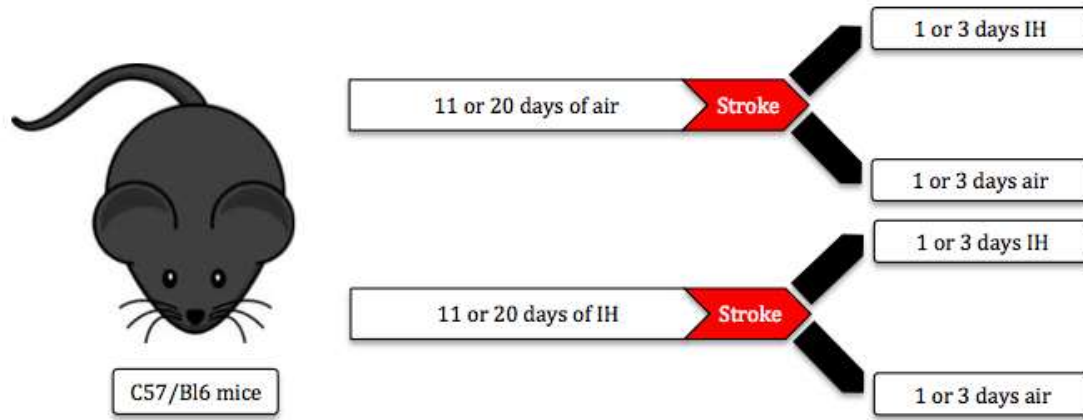 1 or 3 days IH
11 or 20 days of air
Stroke
1 or 3 days air
1 or 3 days IH
11 or 20 days of IH
Stroke
C57/Bl6 mice
1 or 3 days air